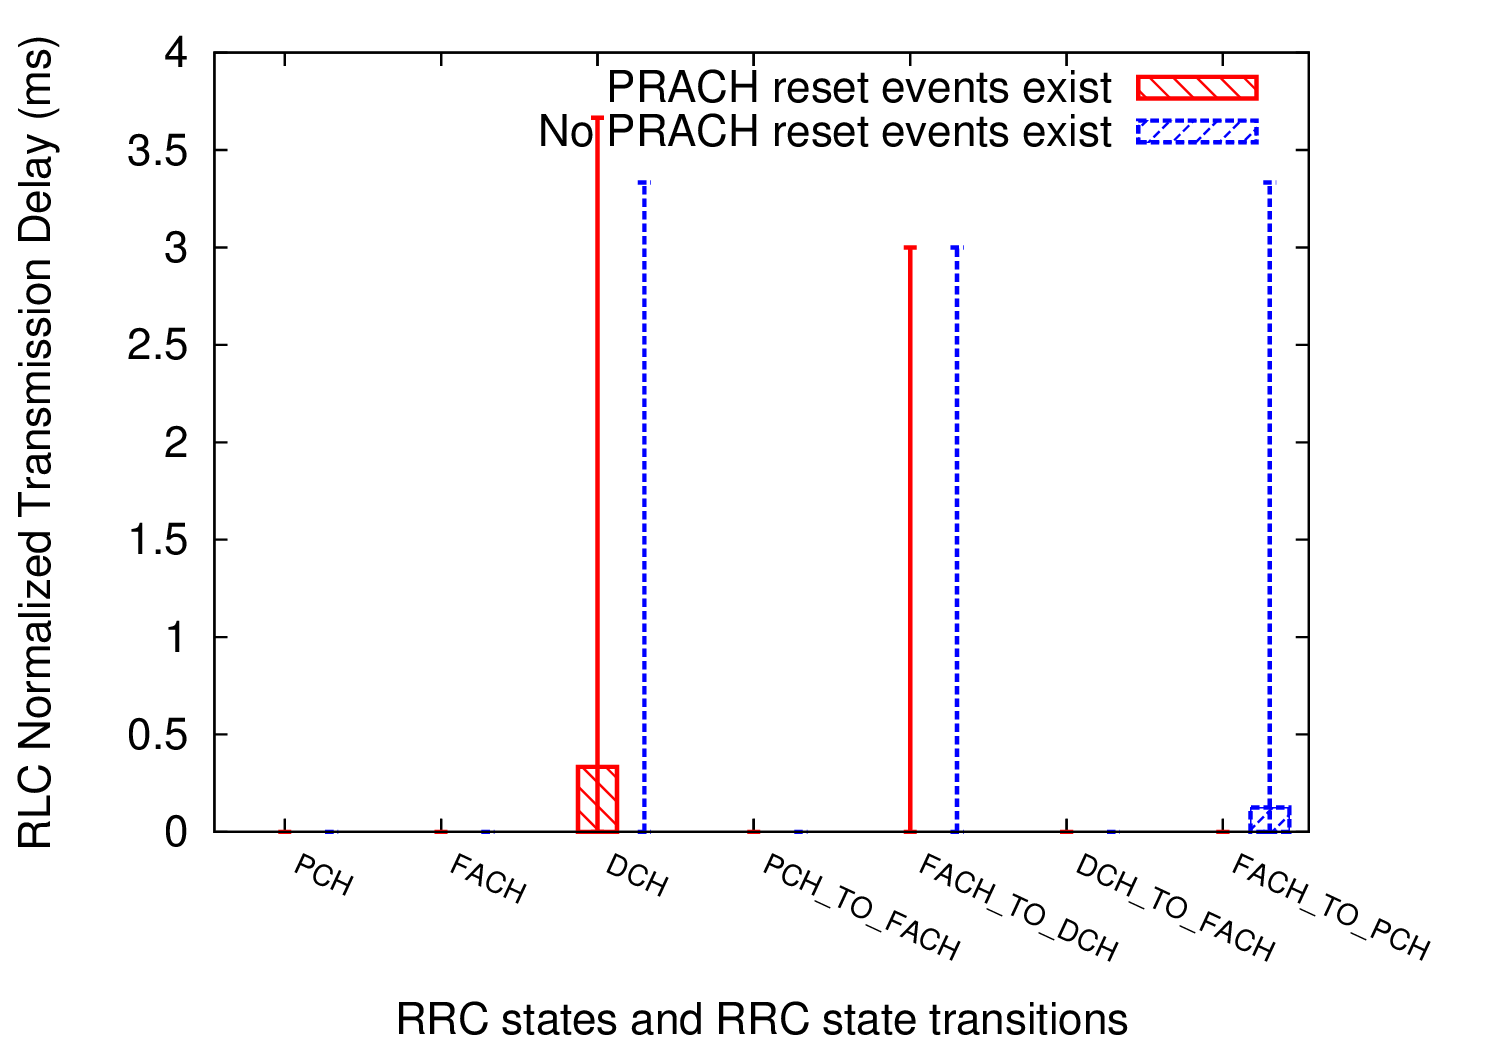 RLC Normalized Transmission Delay (ms)
4
3.5
3
2.5
2
1.5
1
0.5
0
PRACH reset events exist
No PRACH reset events exist
PCH
FACH
DCH
PCH_TO_FACH
FACH_TO_DCH
DCH_TO_FACH
FACH_TO_PCH
RRC states and RRC state transitions